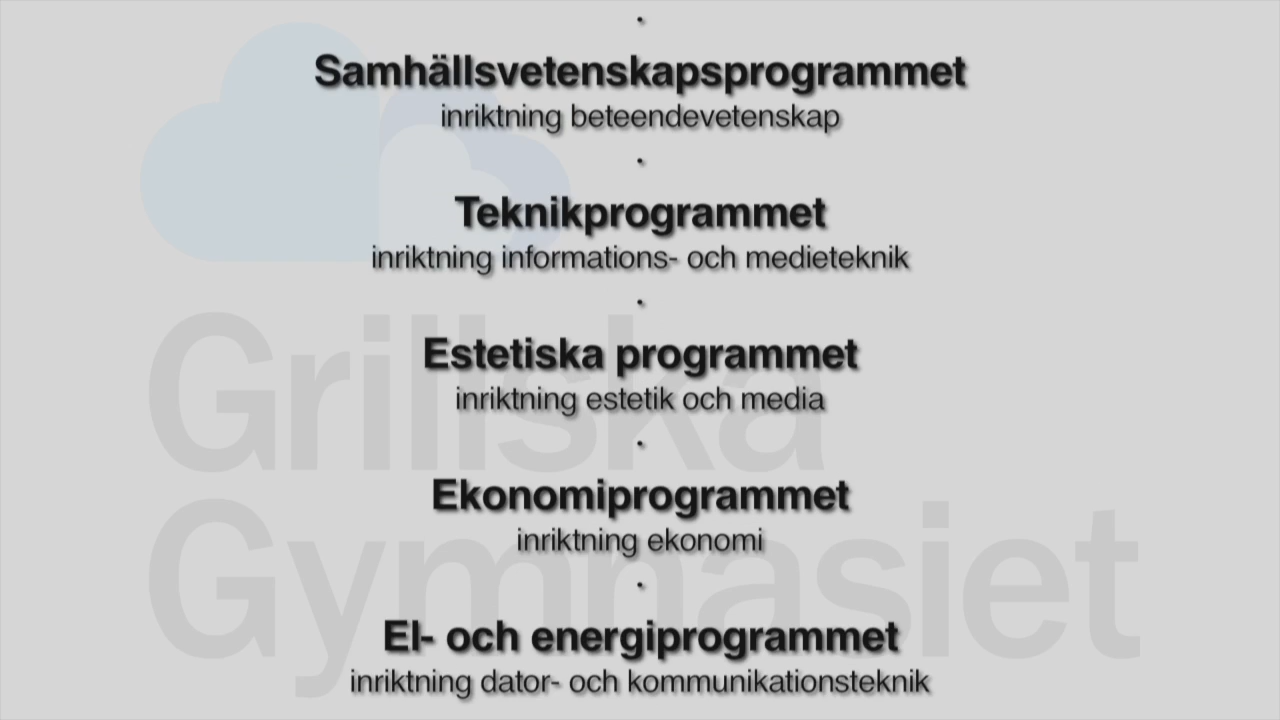 ·
Samhällsvetenskapsprogrammet
inriktning beteendevetenskap
·
Teknikprogrammet
inriktning informations- och medieteknik
·
Estetiska programmet
inriktning estetik och media
·
Ekonomiprogrammet
inriktning ekonomi
·
El- och energiprogrammet
inriktning dator- och kommunikationsteknik
Grillska
Gymnasiet